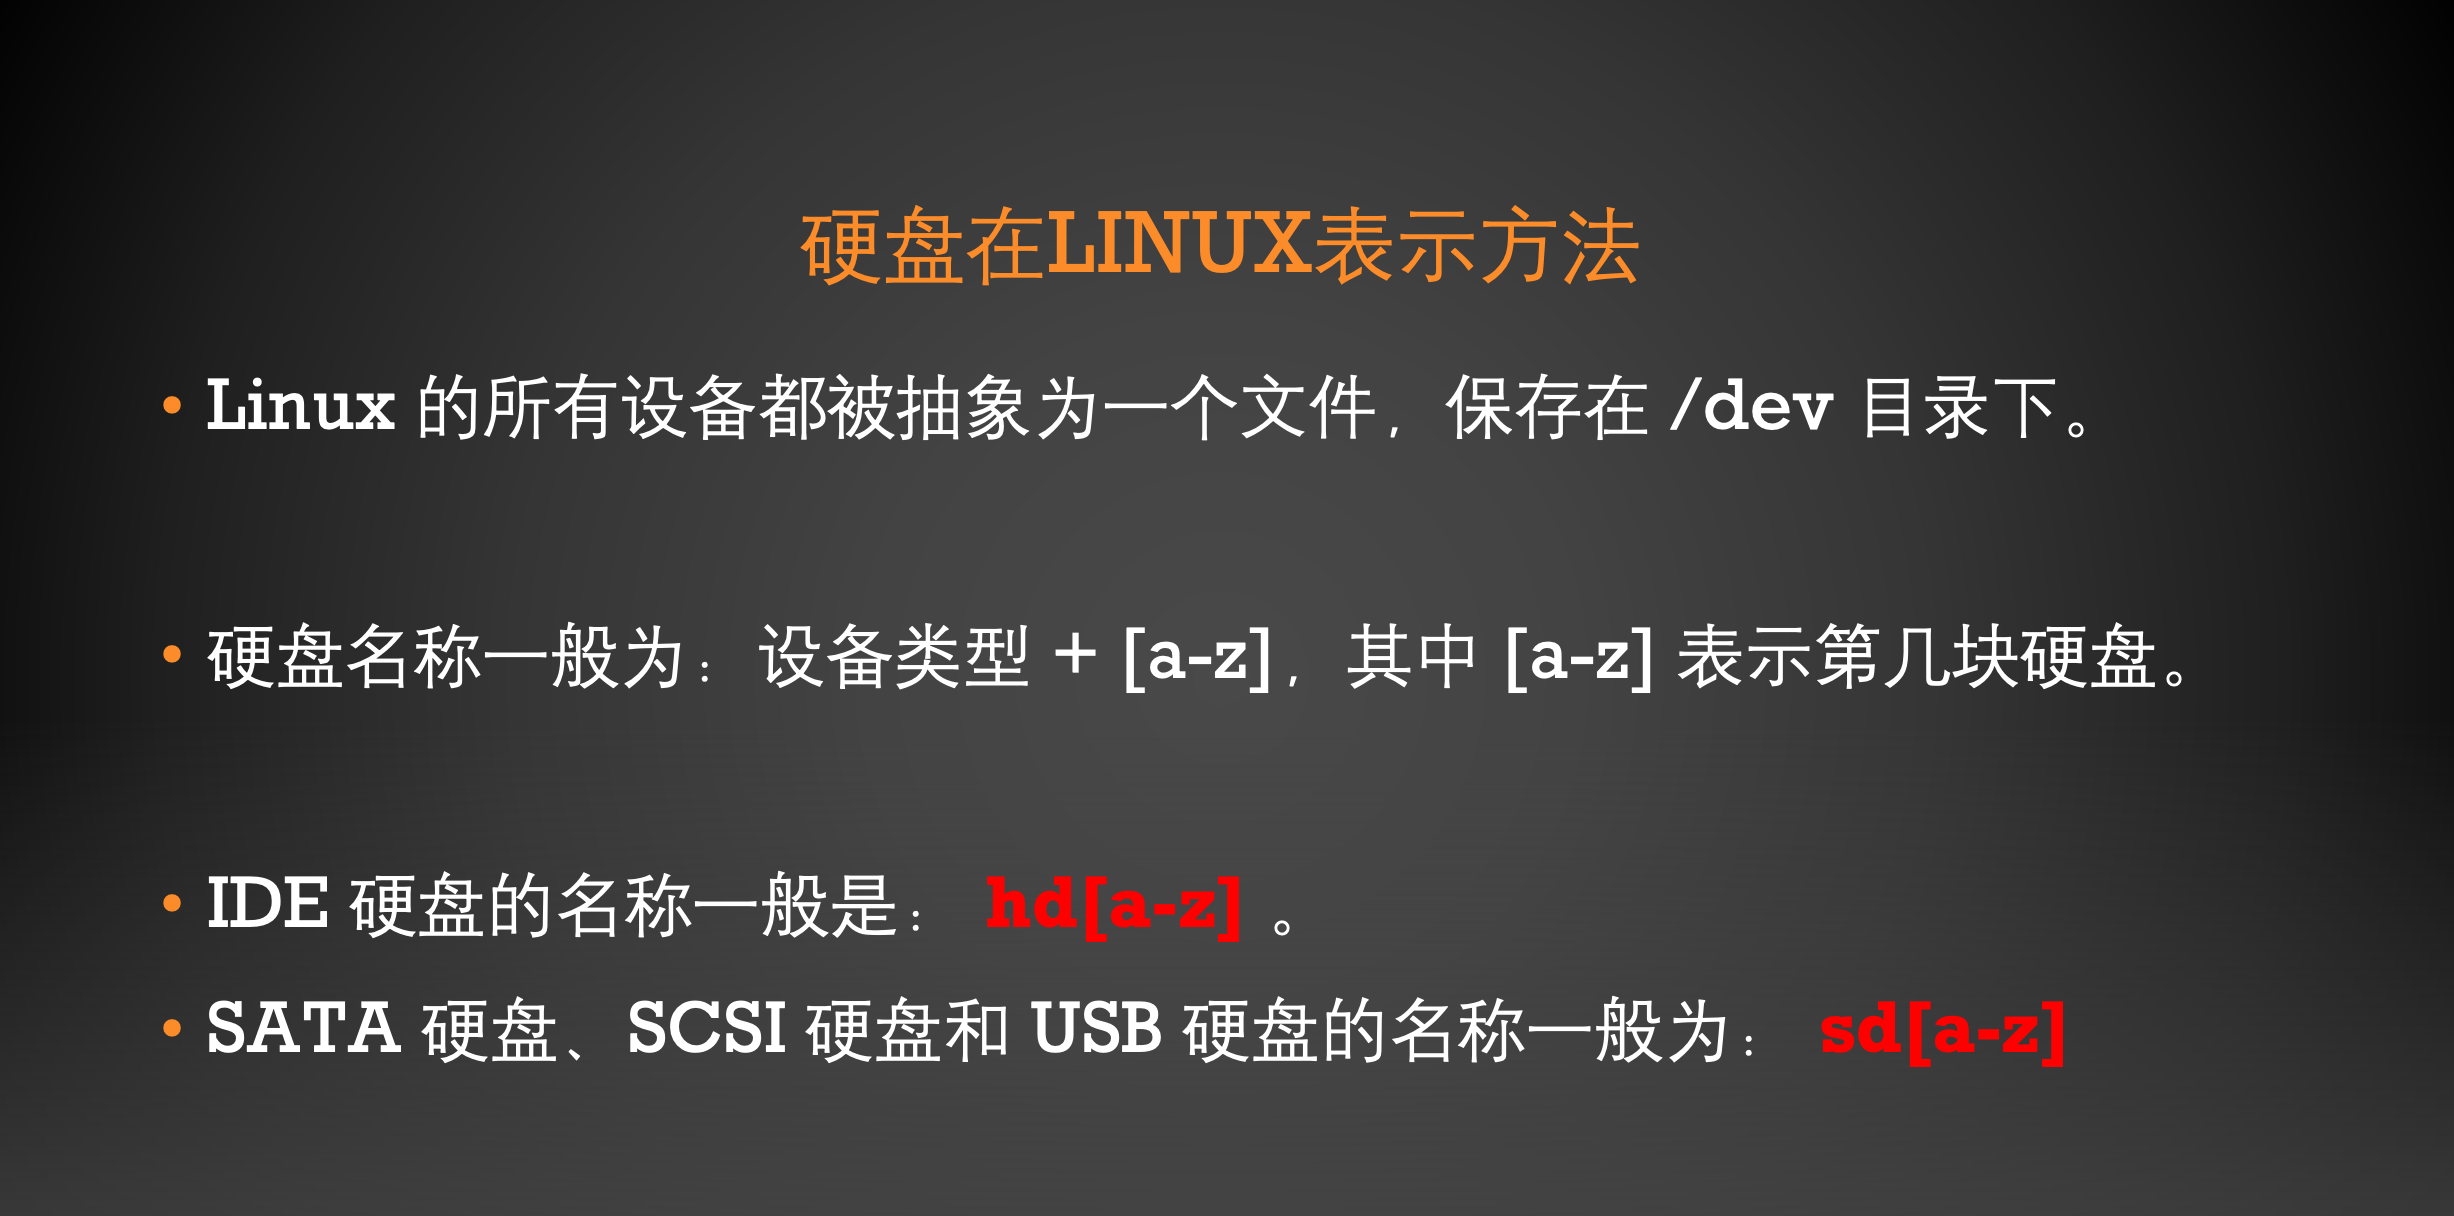 硬盘在LINUX表示方法
• Linux 的所有设备都被抽象为一个文件，保存在 /dev 目录下。
• 硬盘名称一般为：设备类型 + [a-z]，其中 [a-z] 表示第几块硬盘。
• IDE 硬盘的名称一般是： hd[a-z] 。
• SATA 硬盘、SCSI 硬盘和 USB 硬盘的名称一般为： sd[a-z]